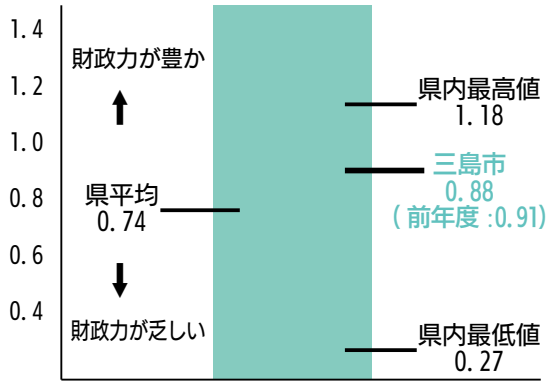 1.4
1.2
1.0
0.8
0.6
0.4
財政力が豊か
県平均
0.74
財政力が乏しい
県内最高値
1.18
三島市
0.88
(前年度:0.91)
県内最低値
0.27